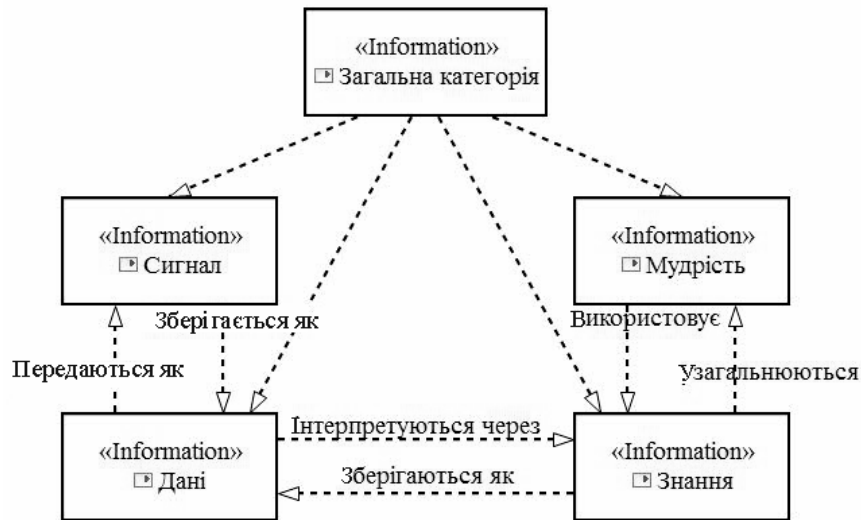 «Information»
Загальна категорія
«Information»
Сигнал
«Information»
Мудрість
Зберігається як
Використовує
Передаються як
Узагальнюються
Інтерпретуються через
«Information»
Дані
«Information»
Знання
Зберігаються як